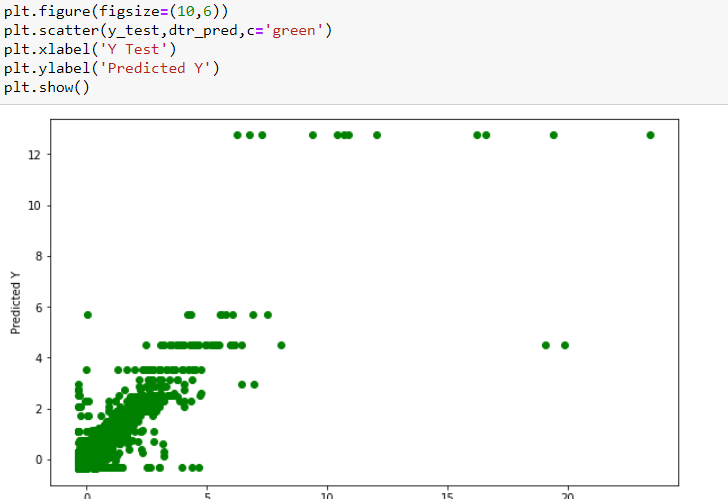 plt.figure(figsize=(10,6))
plt.scatter(y_test,dtr_pred,c='green')
plt.xlabel('Y Test')
plt.ylabel('Predicted Y')
plt.show()
12
10
8
6
4
2
0
Predicted Y
0 5 10 15 20